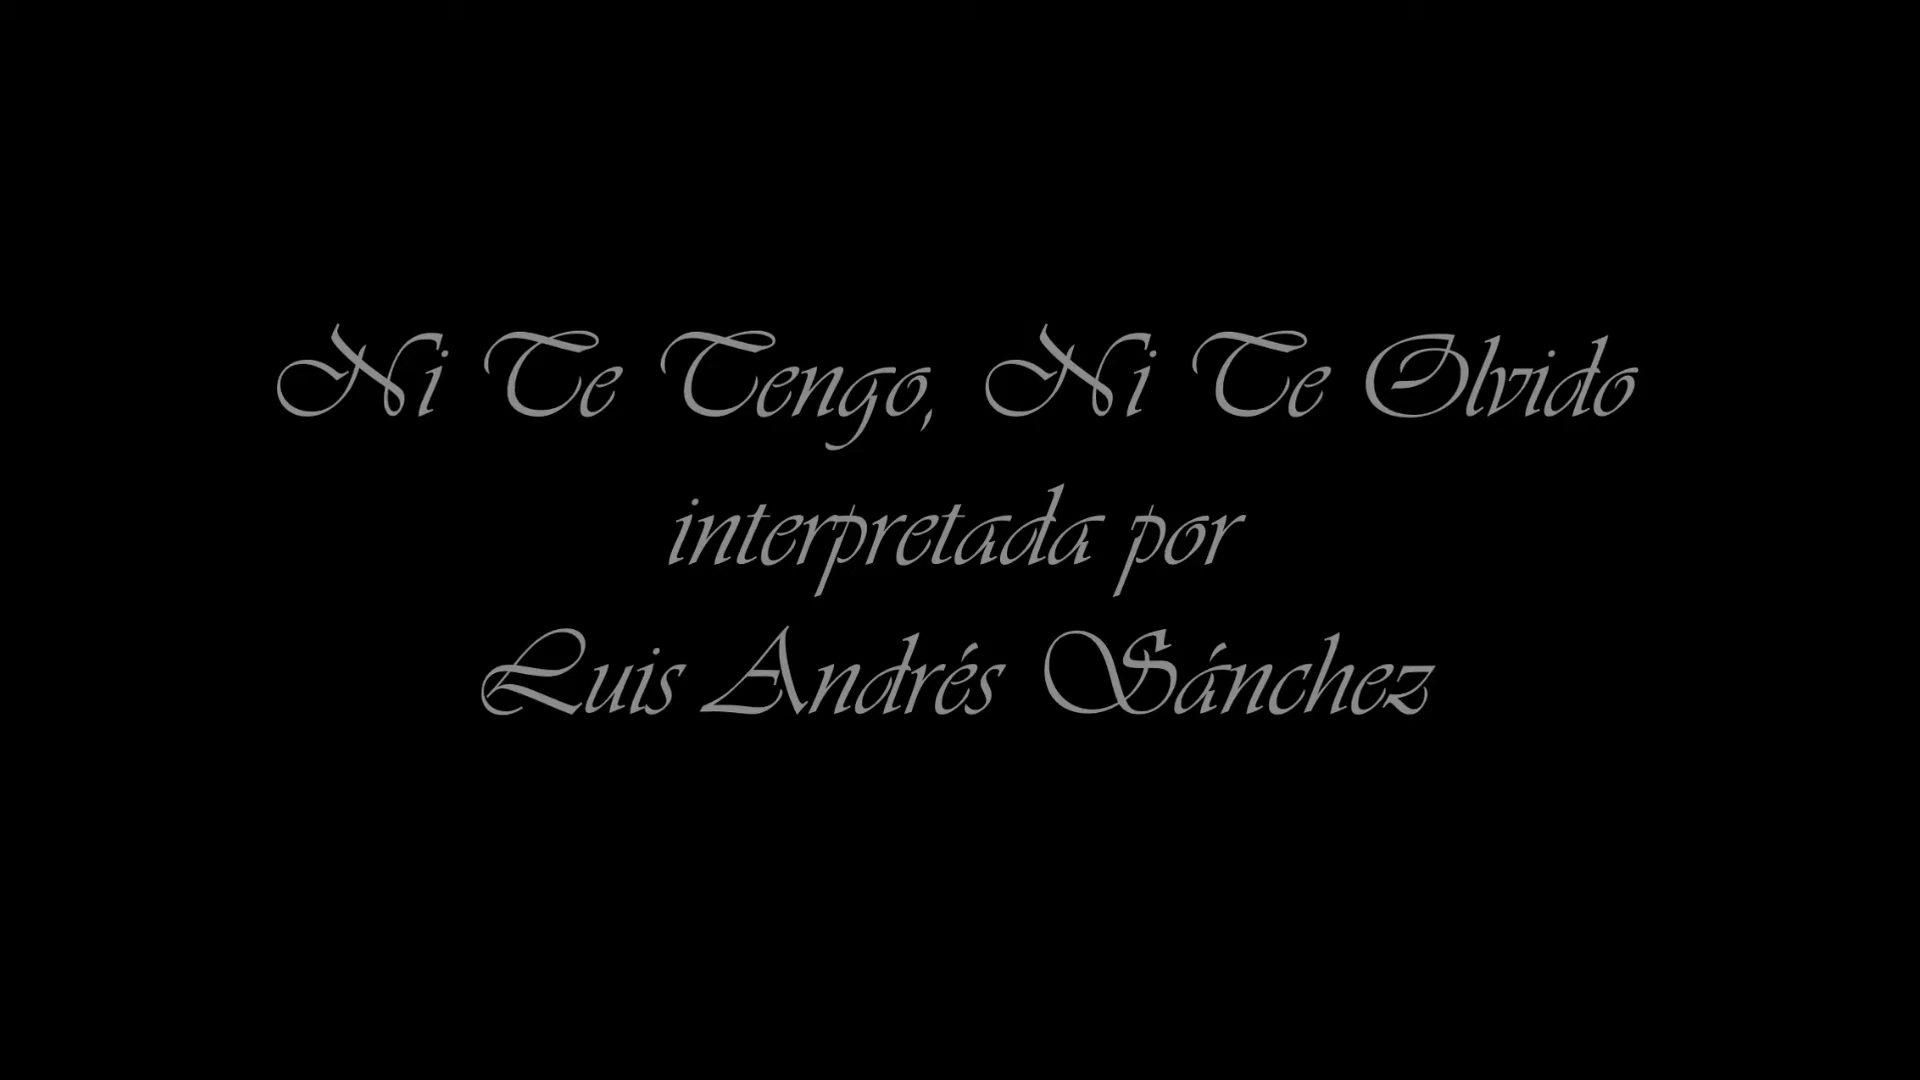 Ni Te Tengo, Ni Te Olvido
interpretada por
Luis Andrés Sánchez